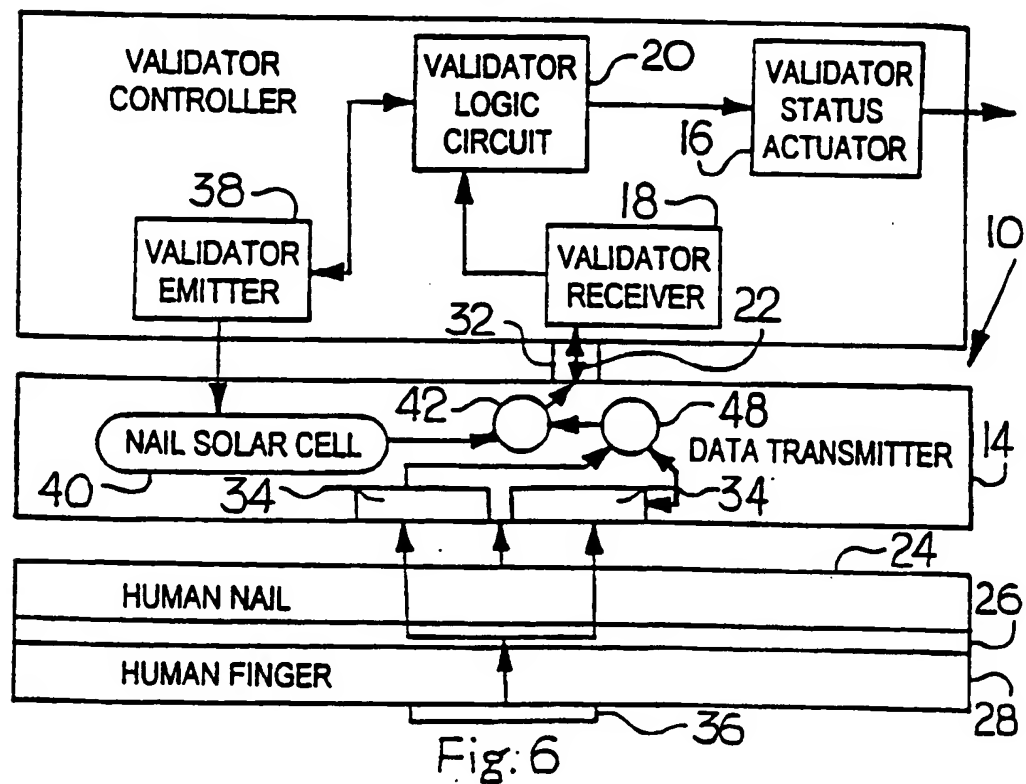 VALIDATOR
CONTROLLER
VALIDATOR
LOGIC
CIRCUIT
20
VALIDATOR
STATUS
ACTUATOR
16
38
VALIDATOR
EMITTER
18
VALIDATOR
RECEIVER
10
32
22
42
48
NAIL SOLAR CELL
DATA TRANSMITTER
14
40
34
34
24
HUMAN NAIL
26
HUMAN FINGER
28
36
Fig: 6